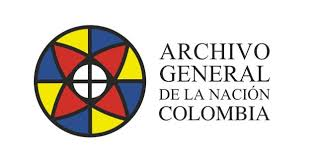 ARCHIVO
GENERAL
DE LA NACIÓN
COLOMBIA